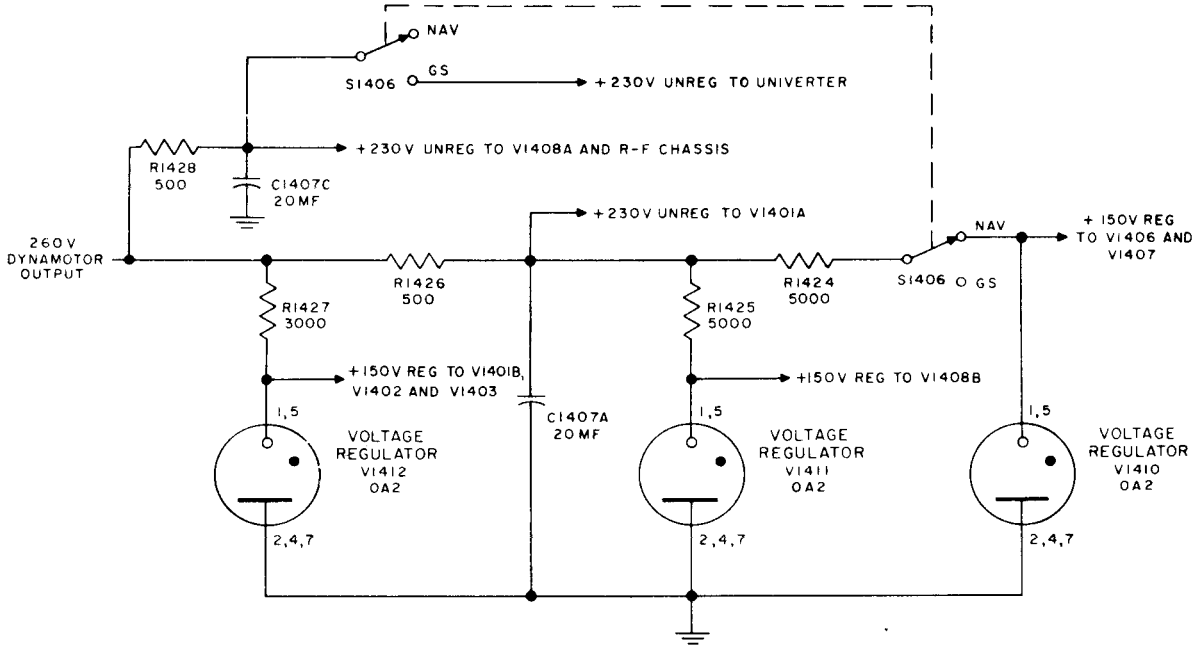 NAV
GS
S1406
+230V UNREG TO UNIVERTER
R1428
500
+230V UNREG TO V1408A AND R-F CHASSIS
C1407C
20MF
+230V UNREG TO V1401A
NAV
+ 150V REG
TO V1406 AND
V1407
260V
DYNAMOTOR
OUTPUT
R1426
500
R1424
5000
S1406
GS
R1427
3000
R1425
5000
+150V REG TO V1401B,
V1402 AND V1403
+150V REG TO V1408B
C1407A
20MF
1,5
VOLTAGE
REGULATOR
V1412
OA2
2,4,7
1,5
VOLTAGE
REGULATOR
V1411
OA2
2,4,7
1,5
VOLTAGE
REGULATOR
V1410
OA2
2,4,7